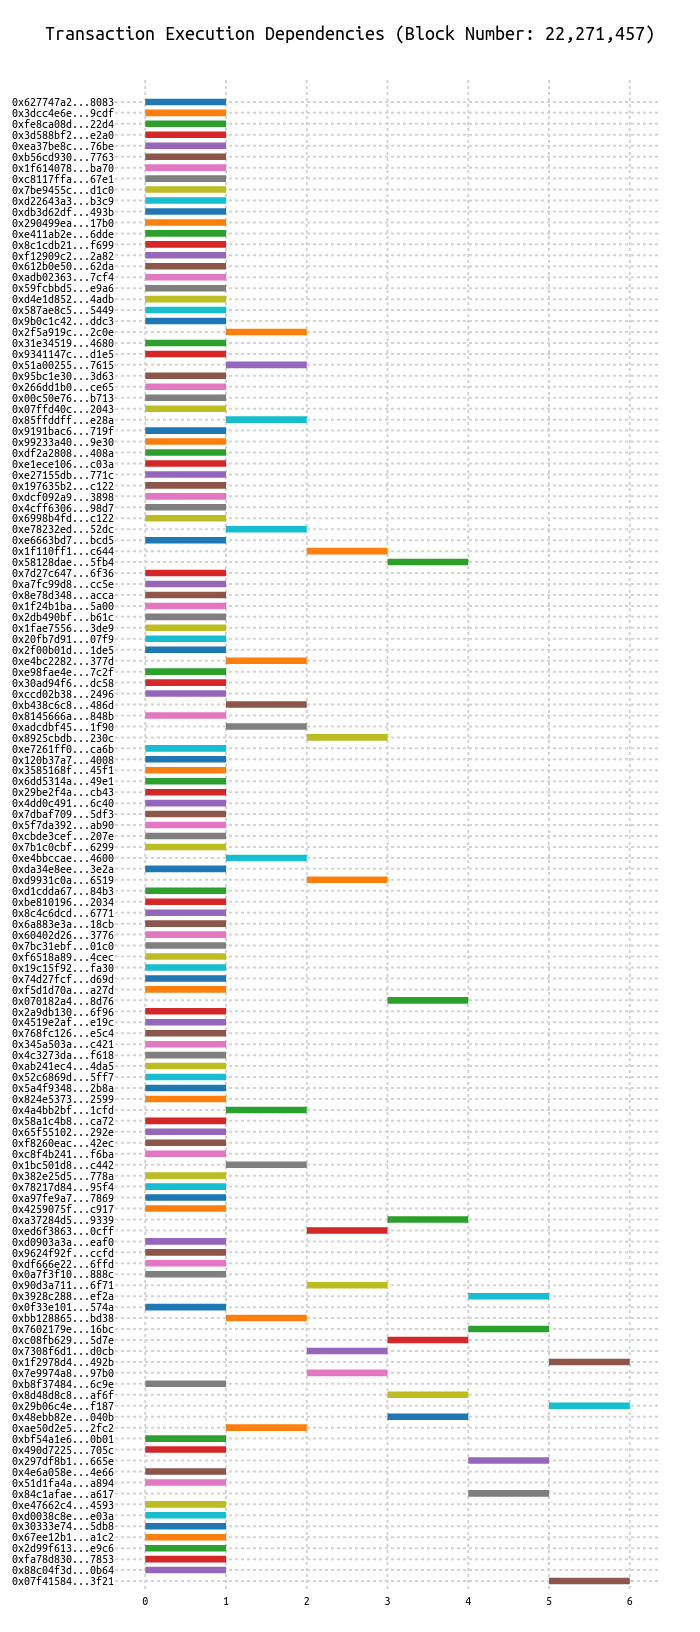 Transaction Execution Dependencies (Block Number: 22,271,457)
0x627747a2...8083
0x3dcc4e6e...9cdf
0xfe8ca08d...22d4
0x3d588bf2...e2a0
0xea37be8c...76be
0xb56cd930...7763
0x1f614078...ba70
0xc8117ffa...67e1
0x7be9455c...d1c0
0xd22643a3...b3c9
0xdb3d62df...493b
0x290499ea...17b0
0xe411ab2e...6dde
0x8c1cdb21...f699
0xf12909c2...2a82
0x612b0e50...62da
0xadb02363...7cf4
0x59fcbbd5...e9a6
0xd4e1d852...4adb
0x587ae8c5...5449
0x9b0c1c42...ddc3
0x2f5a919c...2c0e
0x31e34519...4680
0x9341147c...d1e5
0x51a00255...7615
0x95bc1e30...3d63
0x266dd1b0...ce65
0x00c50e76...b713
0x07ffd40c...2043
0x85ffddff...e28a
0x9191bac6...719f
0x99233a40...9e30
0xdf2a2808...408a
0xe1ece106...c03a
0xe27155db...771c
0x197635b2...c122
0xdcf092a9...3898
0x4cff6306...98d7
0x6998b4fd...c122
0xe78232ed...52dc
0xe6663bd7...bcd5
0x1f110ff1...c644
0x58128dae...5fb4
0x7d27c647...6f36
0xa7fc99d8...cc5e
0x8e78d348...acca
0x1f24b1ba...5a00
0x2db490bf...b61c
0x1fae7556...3de9
0x20fb7d91...07f9
0x2f00b01d...1de5
0xe4bc2282...377d
0xe98fae4e...7c2f
0x30ad94f6...dc58
0xccd02b38...2496
0xb438c6c8...486d
0x8145666a...848b
0xadcdbf45...1f90
0x8925cbdb...230c
0xe7261ff0...ca6b
0x120b37a7...4008
0x3585168f...45f1
0x6dd5314a...49e1
0x29be2f4a...cb43
0x4dd0c491...6c40
0x7dbaf709...5df3
0x5f7da392...ab90
0xcbde3cef...207e
0x7b1c0cbf...6299
0xe4bbccae...4600
0xda34e8ee...3e2a
0xd9931c0a...6519
0xd1cdda67...84b3
0xbe810196...2034
0x8c4c6dcd...6771
0x6a883e3a...18cb
0x60402d26...3776
0x7bc31ebf...01c0
0xf6518a89...4cec
0x19c15f92...fa30
0x74d27fcf...d69d
0xf5d1d70a...a27d
0x070182a4...8d76
0x2a9db130...6f96
0x4519e2af...e19c
0x768fc126...e5c4
0x345a503a...c421
0x4c3273da...f618
0xab241ec4...4da5
0x52c6869d...5ff7
0x5a4f9348...2b8a
0x824e5373...2599
0x4a4bb2bf...1cfd
0x58a1c4b8...ca72
0x65f55102...292e
0xf8260eac...42ec
0xc8f4b241...f6ba
0x1bc501d8...c442
0x382e25d5...778a
0x78217d84...95f4
0xa97fe9a7...7869
0x4259075f...c917
0xa37284d5...9339
0xed6f3863...0cff
0xd0903a3a...eaf0
0x9624f92f...ccfd
0xdf666e22...6ffd
0x0a7f3f10...888c
0x90d3a711...6f71
0x3928c288...ef2a
0x0f33e101...574a
0xbb128865...bd38
0x7602179e...16bc
0xc08fb629...5d7e
0x7308f6d1...d0cb
0x1f2978d4...492b
0x7e9974a8...97b0
0xb8f37484...6c9e
0x8d48d8c8...af6f
0x29b06c4e...f187
0x48ebb82e...040b
0xae50d2e5...2fc2
0xbf54a1e6...0b01
0x490d7225...705c
0x297df8b1...665e
0x4e6a058e...4e66
0x51d1fa4a...a894
0x84c1afae...a617
0xe47662c4...4593
0xd0038c8e...e03a
0x30333e74...5db8
0x67ee12b1...a1c2
0x2d99f613...e9c6
0xfa78d830...7853
0x88c04f3d...0b64
0x07f41584...3f21
0 1 2 3 4 5 6